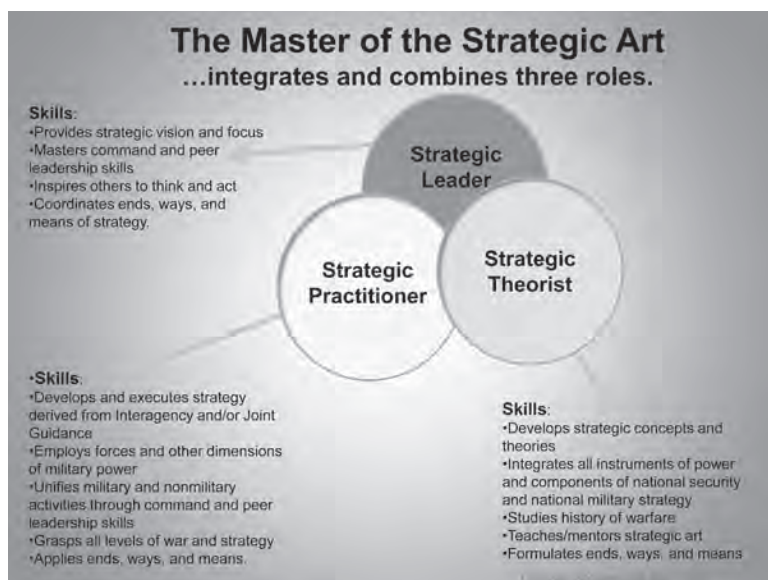 The Master of the Strategic Art
...integrates and combines three roles.
Skills:
•Provides strategic vision and focus
•Masters command and peer
leadership skills
•Inspires others to think and act
•Coordinates ends, ways, and
means of strategy.
Strategic
Leader
Strategic
Practitioner
Strategic
Theorist
•Skills:
•Develops and executes strategy
derived from Interagency and/or Joint
Guidance
•Employs forces and other dimensions
of military power
•Unifies military and nonmilitary
activities through command and peer
leadership skills
•Grasps all levels of war and strategy
•Applies ends, ways, and means.
Skills:
•Develops strategic concepts and
theories
•Integrates all instruments of power
and components of national security
and national military strategy
•Studies history of warfare
•Teaches/mentors strategic art
•Formulates ends, ways, and means